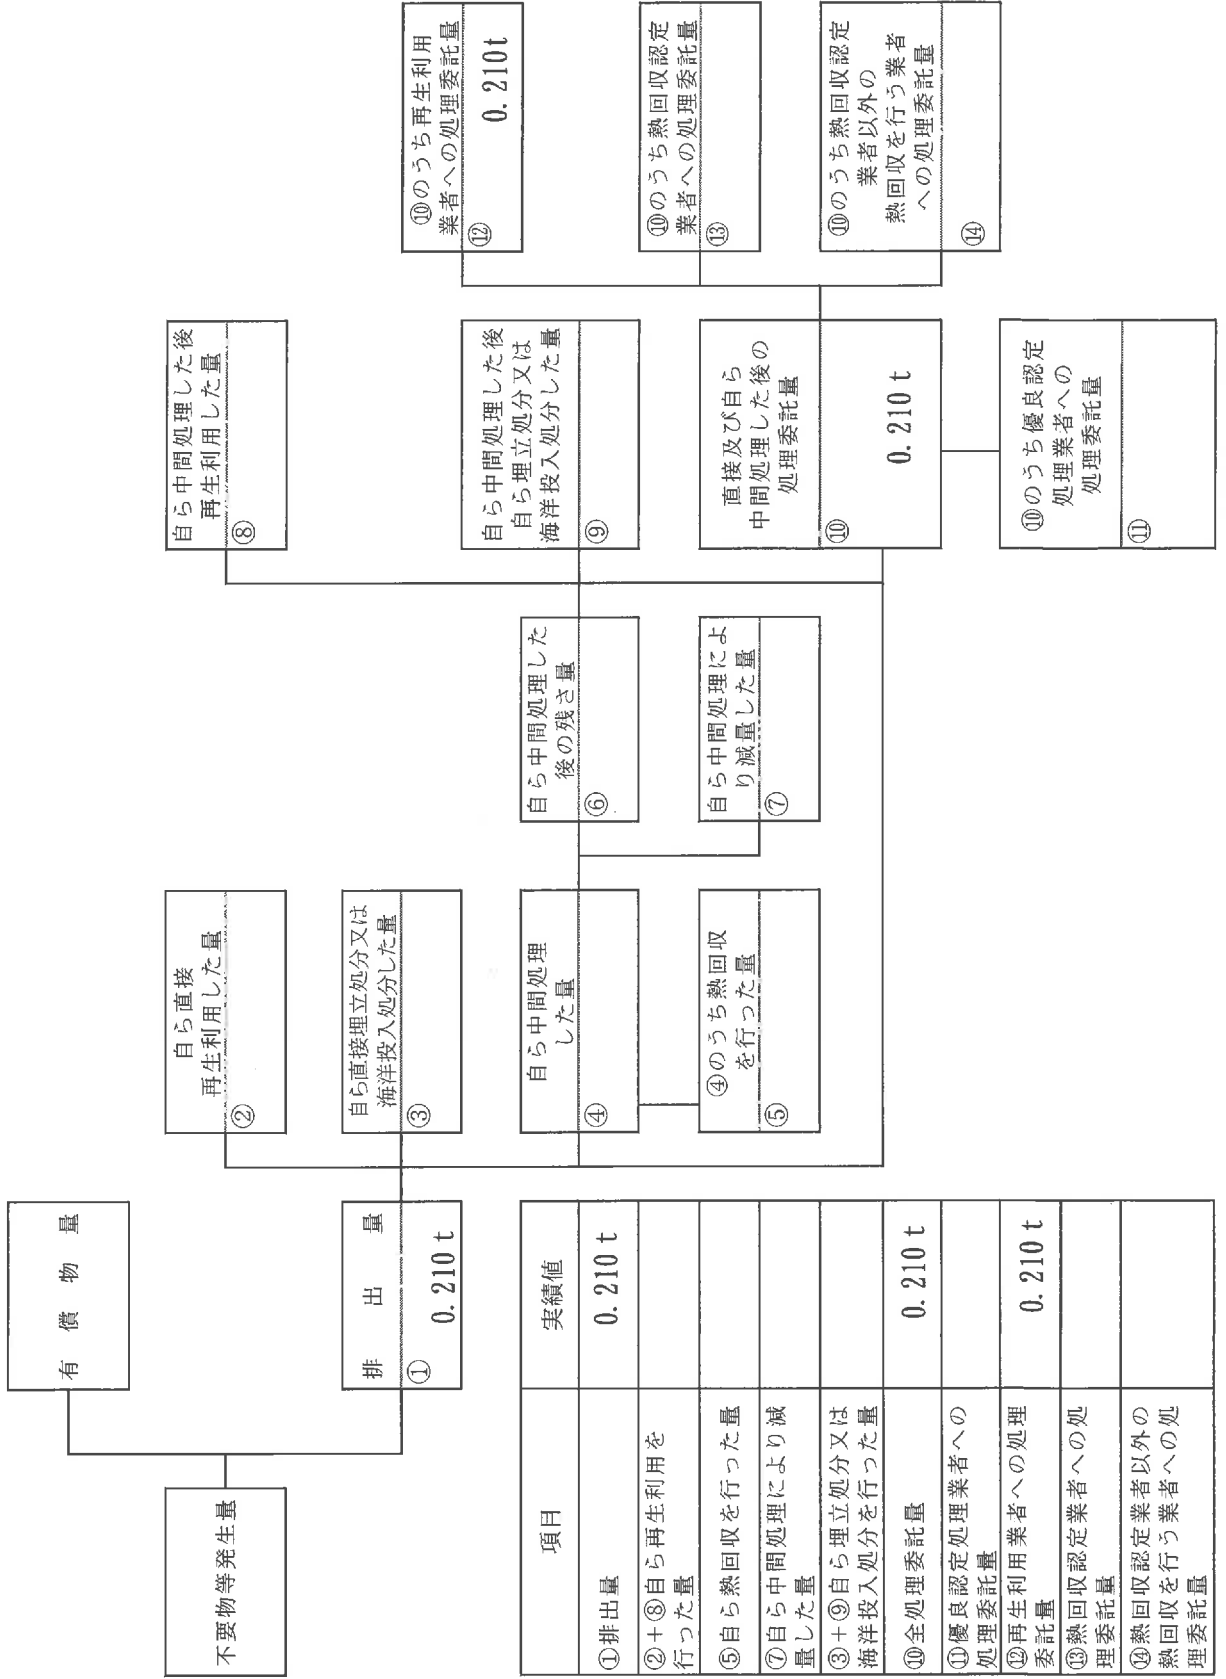 不要物等発生量
有償物量
排出量
①
0.210 t
自ら直接
再生利用した量
②
自ら直接埋立処分又は
海洋投入処分した量
③
自ら中間処理
した量
④
④のうち熱回収
を行った量
⑤
自ら中間処理した
後の残さ量
⑥
自ら中間処理によ
り減量した量
⑦
自ら中間処理した後
再生利用した量
⑧
自ら中間処理した後
自ら埋立処分又は
海洋投入処分した量
⑨
直接及び自ら
中間処理した後の
処理委託量
⑩
0.210 t
⑩のうち優良認定
処理業者への
処理委託量
⑪
⑩のうち再生利用
業者への処理委託量
⑫
0.210 t
⑩のうち熱回収認定
業者への処理委託量
⑬
⑩のうち熱回収認定
業者以外の
熱回収を行う業者
への処理委託量
⑭
項目 実績値
①排出量 0.210 t
②+⑧自ら再生利用を
行った量
⑤自ら熱回収を行った量
⑦自ら中間処理により減
量した量
③+⑨自ら埋立処分又は
海洋投入処分を行った量
⑩全処理委託量 0.210 t
⑪優良認定処理業者への
処理委託量
⑫再生利用業者への処理
委託量 0.210 t
⑬熱回収認定業者への処
理委託量
⑭熱回収認定業者以外の
熱回収を行う業者への処
理委託量